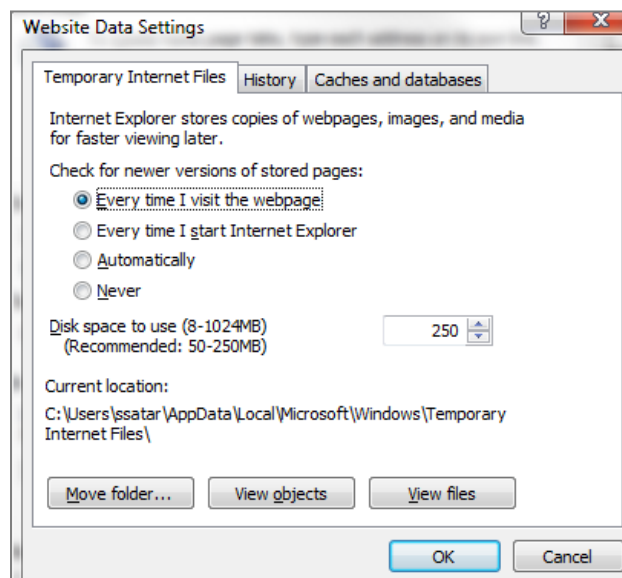 Website Data Settings
Temporary Internet Files History Caches and databases
Internet Explorer stores copies of webpages, images, and media
for faster viewing later.
Check for newer versions of stored pages:
Every time I visit the webpage
Every time I start Internet Explorer
Automatically
Never
Disk space to use (8-1024MB) 250
(Recommended: 50-250MB)
Current location:
C:\Users\ssatar\AppData\Local\Microsoft\Windows\Temporary
Internet Files\
Move folder... View objects View files
OK Cancel